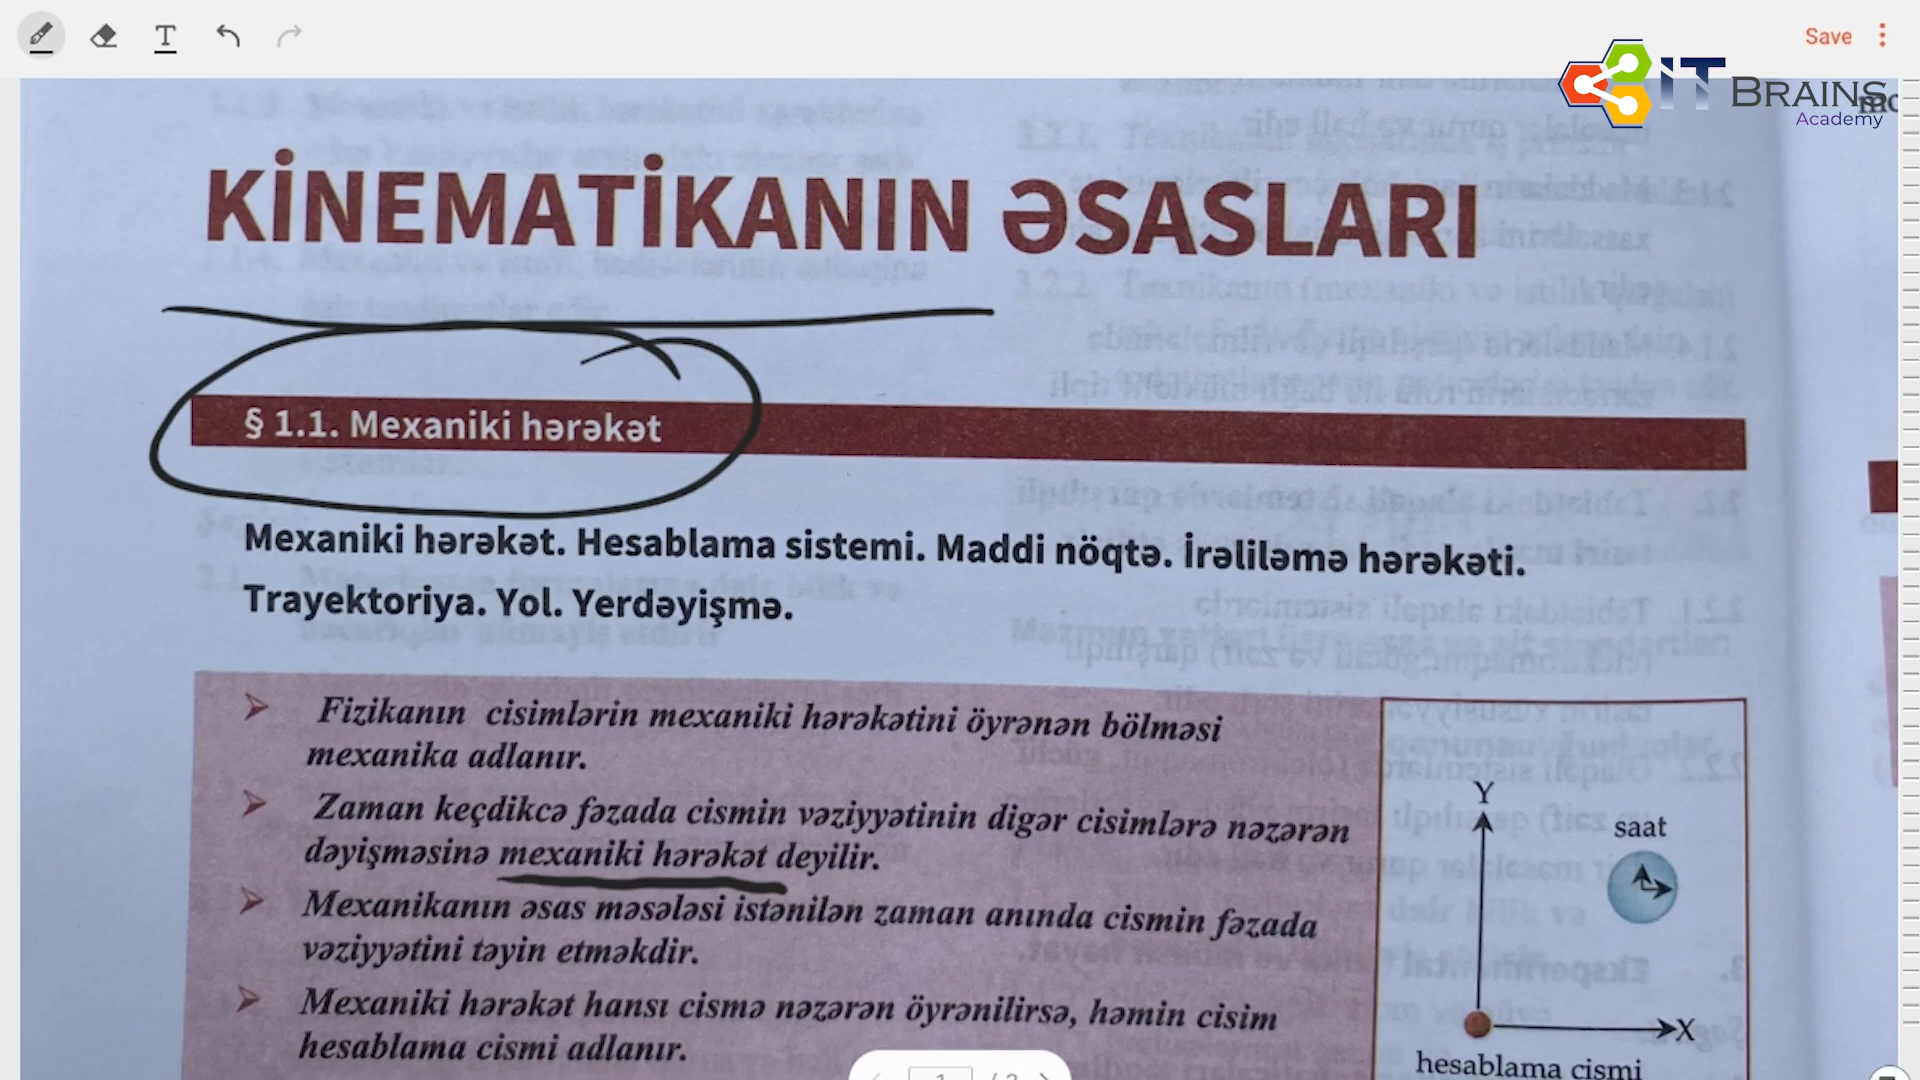 Save
iT BRAINS
Academy
KİNEMATİKANIN ƏSASLARI
§ 1.1. Mexaniki hərəkət
Mexaniki hərəkət. Hesablama sistemi. Maddi nöqtə. İrəliləmə hərəkəti.
Trayektoriya. Yol. Yerdəyişmə.
Fizikanın cisimlərin mexaniki hərəkətini öyrənən bölməsi
mexanika adlanır.
Zaman keçdikcə fəzada cismin vəziyyətinin digər cisimlərə nəzərən
dəyişməsinə mexaniki hərəkət deyilir.
Mexanikanın əsas məsələsi istənilən zaman anında cismin fəzada
vəziyyətini təyin etməkdir.
Mexaniki hərəkət hansı cismə nəzərən öyrənilirsə, həmin cisim
hesablama cismi adlanır.
Y
saat
X
hesablama cismi